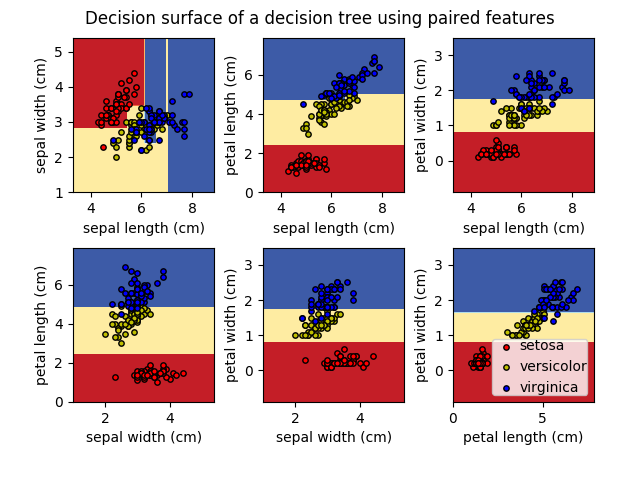 Decision surface of a decision tree using paired features
5
4
3
2
1
sepal width (cm)
4 6 8
sepal length (cm)
6
4
2
0
petal length (cm)
4 6 8
sepal length (cm)
3
2
1
0
petal width (cm)
4 6 8
sepal length (cm)
6
4
2
0
petal length (cm)
2 4
sepal width (cm)
3
2
1
0
petal width (cm)
2 4
sepal width (cm)
3
2
1
0
petal width (cm)
setosa
versicolor
virginica
0 5
petal length (cm)